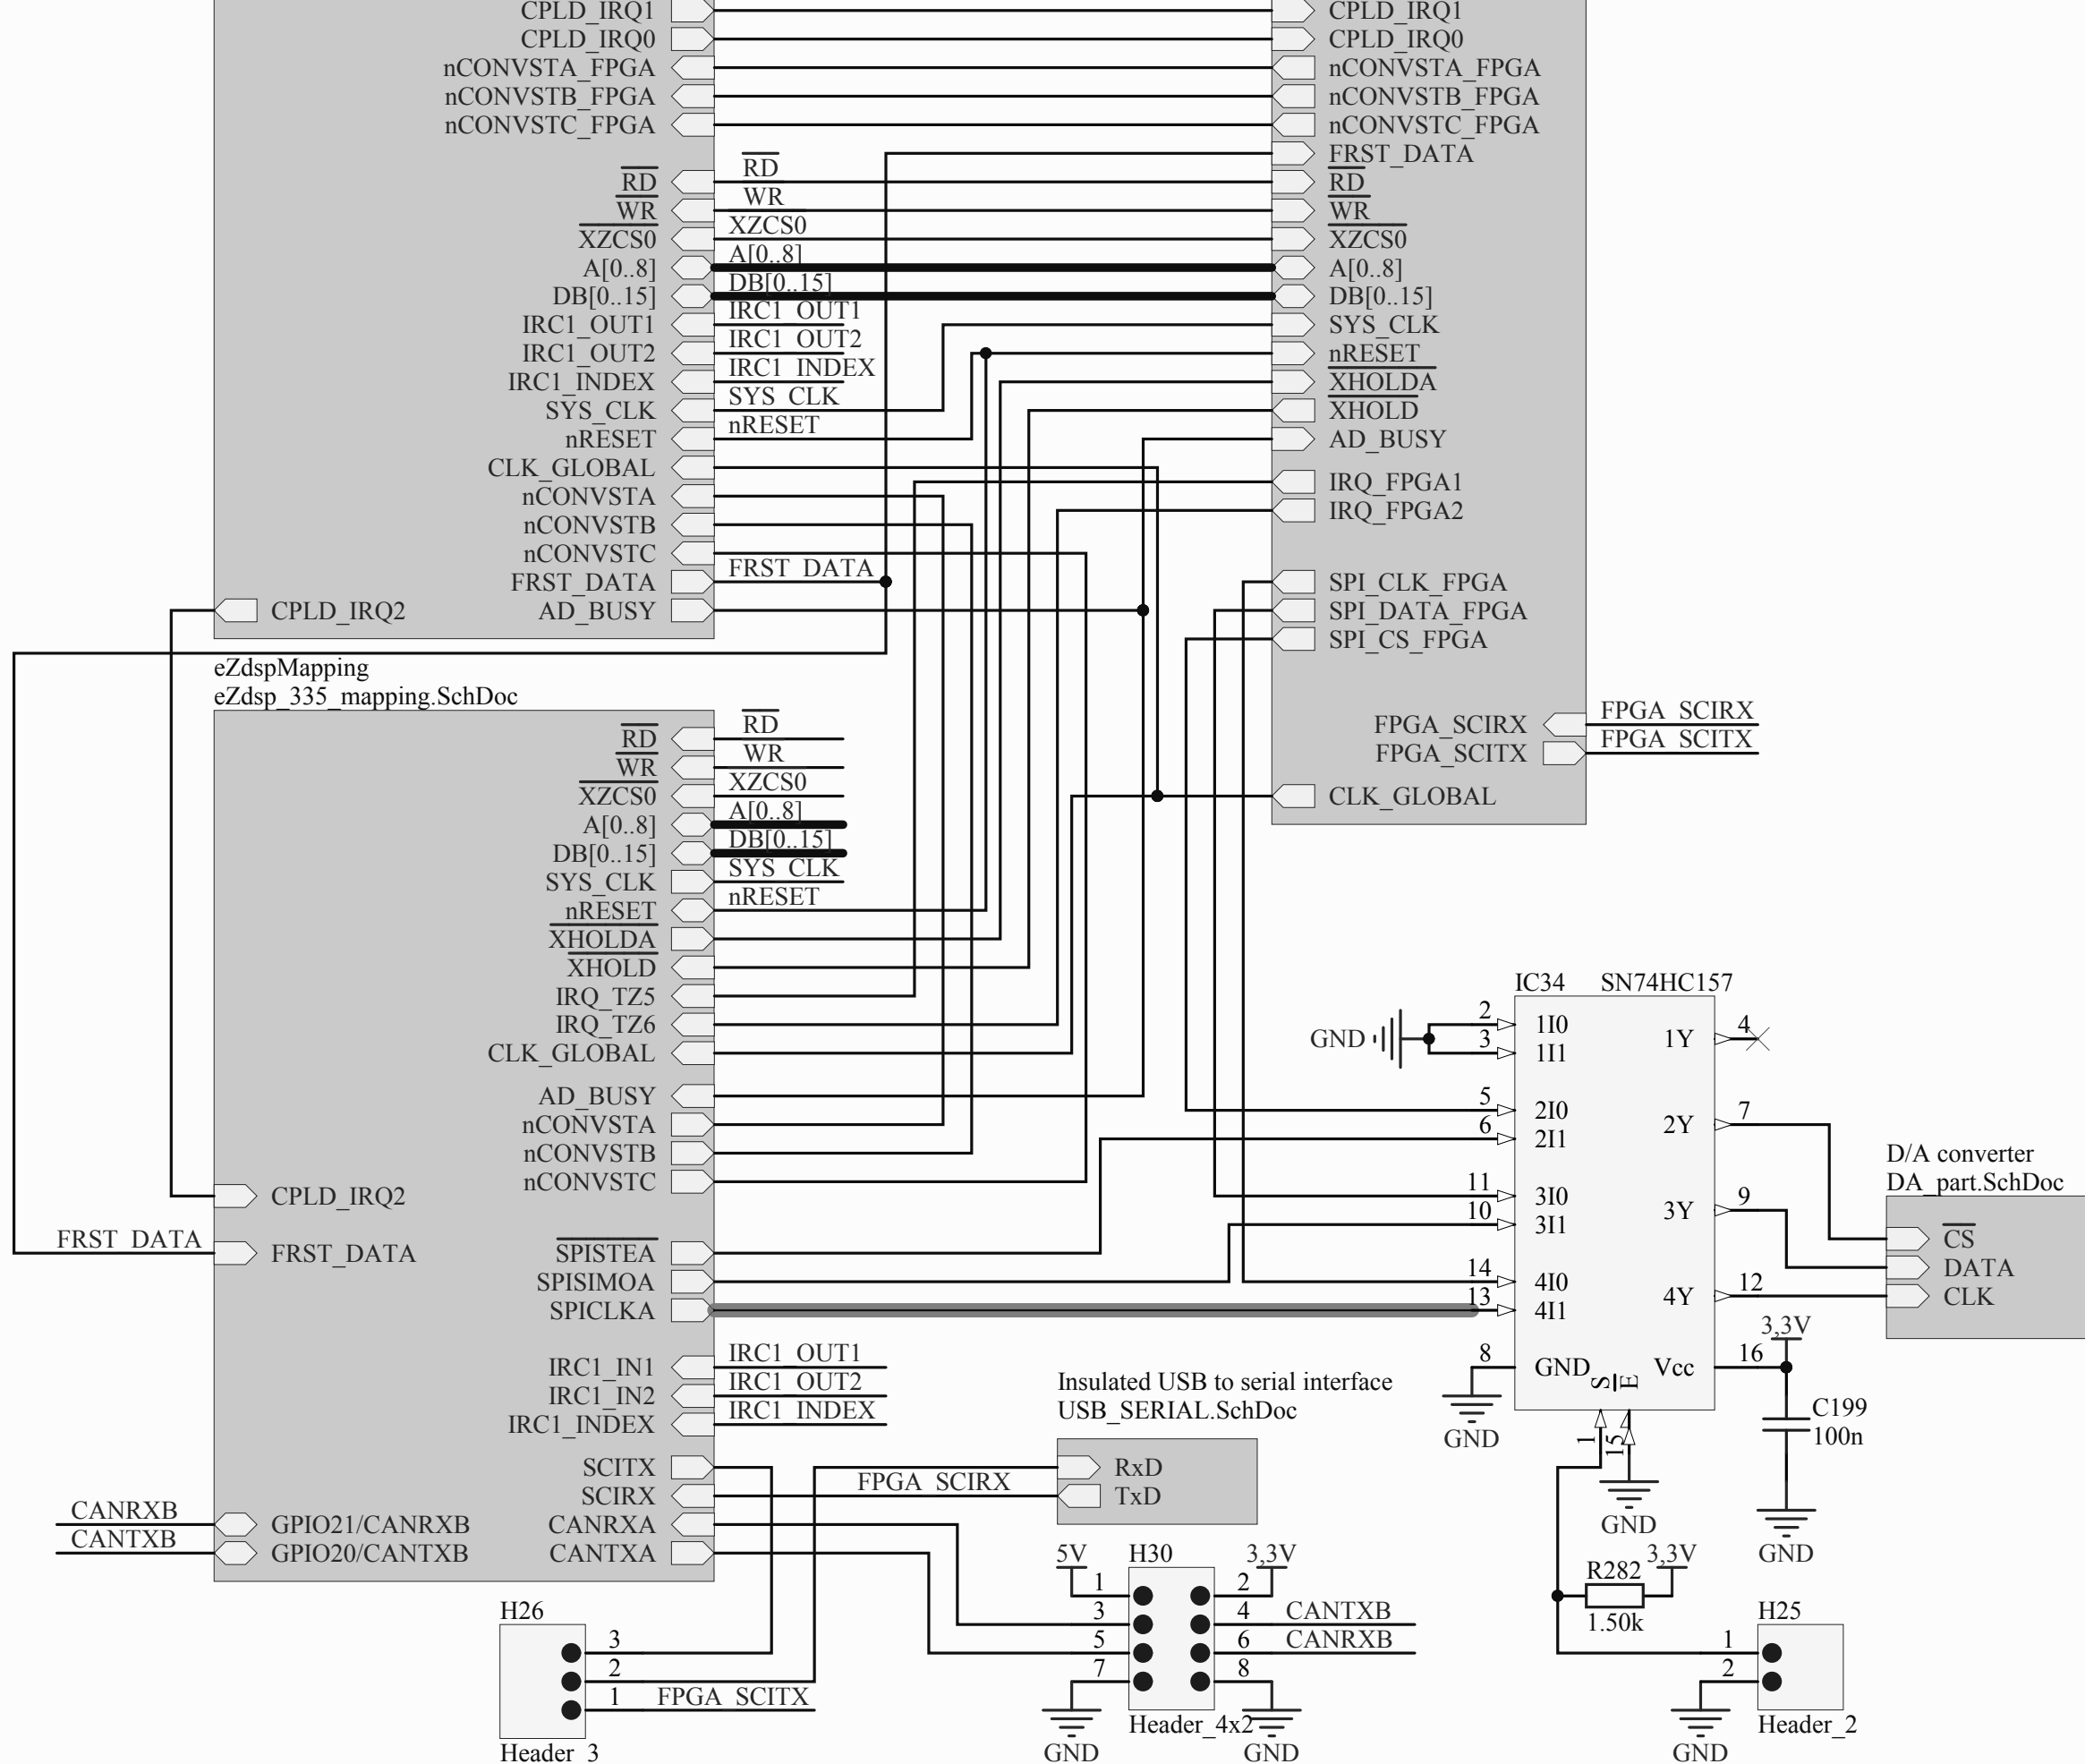 CPLD_IRQ1
CPLD_IRQ0
nCONVSTA_FPGA
nCONVSTB_FPGA
nCONVSTC_FPGA
RD
WR
XZCS0
A[0..8]
DB[0..15]
IRC1_OUT1
IRC1_OUT2
IRC1_INDEX
SYS_CLK
nRESET
CLK_GLOBAL
nCONVSTA
nCONVSTB
nCONVSTC
FRST_DATA
AD_BUSY
CPLD_IRQ2
RD
WR
XZCS0
A[0..8]
DB[0..15]
IRC1_OUT1
IRC1_OUT2
IRC1_INDEX
SYS_CLK
nRESET
FRST_DATA
CPLD_IRQ1
CPLD_IRQ0
nCONVSTA_FPGA
nCONVSTB_FPGA
nCONVSTC_FPGA
FRST_DATA
RD
WR
XZCS0
A[0..8]
DB[0..15]
SYS_CLK
nRESET
XHOLDA
XHOLD
AD_BUSY
IRQ_FPGA1
IRQ_FPGA2
SPI_CLK_FPGA
SPI_DATA_FPGA
SPI_CS_FPGA
FPGA_SCIRX
FPGA_SCITX
FPGA_SCIRX
FPGA_SCITX
CLK_GLOBAL
eZdspMapping
eZdsp_335_mapping.SchDoc
RD
WR
XZCS0
A[0..8]
DB[0..15]
SYS_CLK
nRESET
XHOLDA
XHOLD
IRQ_TZ5
IRQ_TZ6
CLK_GLOBAL
AD_BUSY
nCONVSTA
nCONVSTB
nCONVSTC
SPISTEA
SPISIMOA
SPICLKA
IRC1_IN1
IRC1_IN2
IRC1_INDEX
SCITX
SCIRX
CANRXA
CANTXA
RD
WR
XZCS0
A[0..8]
DB[0..15]
SYS_CLK
nRESET
IRC1_OUT1
IRC1_OUT2
IRC1_INDEX
CPLD_IRQ2
FRST_DATA
FRST_DATA
CANRXB
CANTXB
GPIO21/CANRXB
GPIO20/CANTXB
IC34
SN74HC157
GND
2
3
5
6
11
10
14
13
8
1I0
1I1
2I0
2I1
3I0
3I1
4I0
4I1
GND
S
E
1Y
2Y
3Y
4Y
Vcc
4
7
9
12
16
1
15
GND
GND
3,3V
C199
100n
GND
D/A converter
DA_part.SchDoc
CS
DATA
CLK
Insulated USB to serial interface
USB_SERIAL.SchDoc
RxD
TxD
FPGA_SCIRX
H26
3
2
1
FPGA_SCITX
Header_3
5V
H30
3,3V
1
3
5
7
2
4
6
8
CANTXB
CANRXB
GND
Header_4x2
GND
R282
3,3V
1.50k
H25
1
2
Header_2
GND